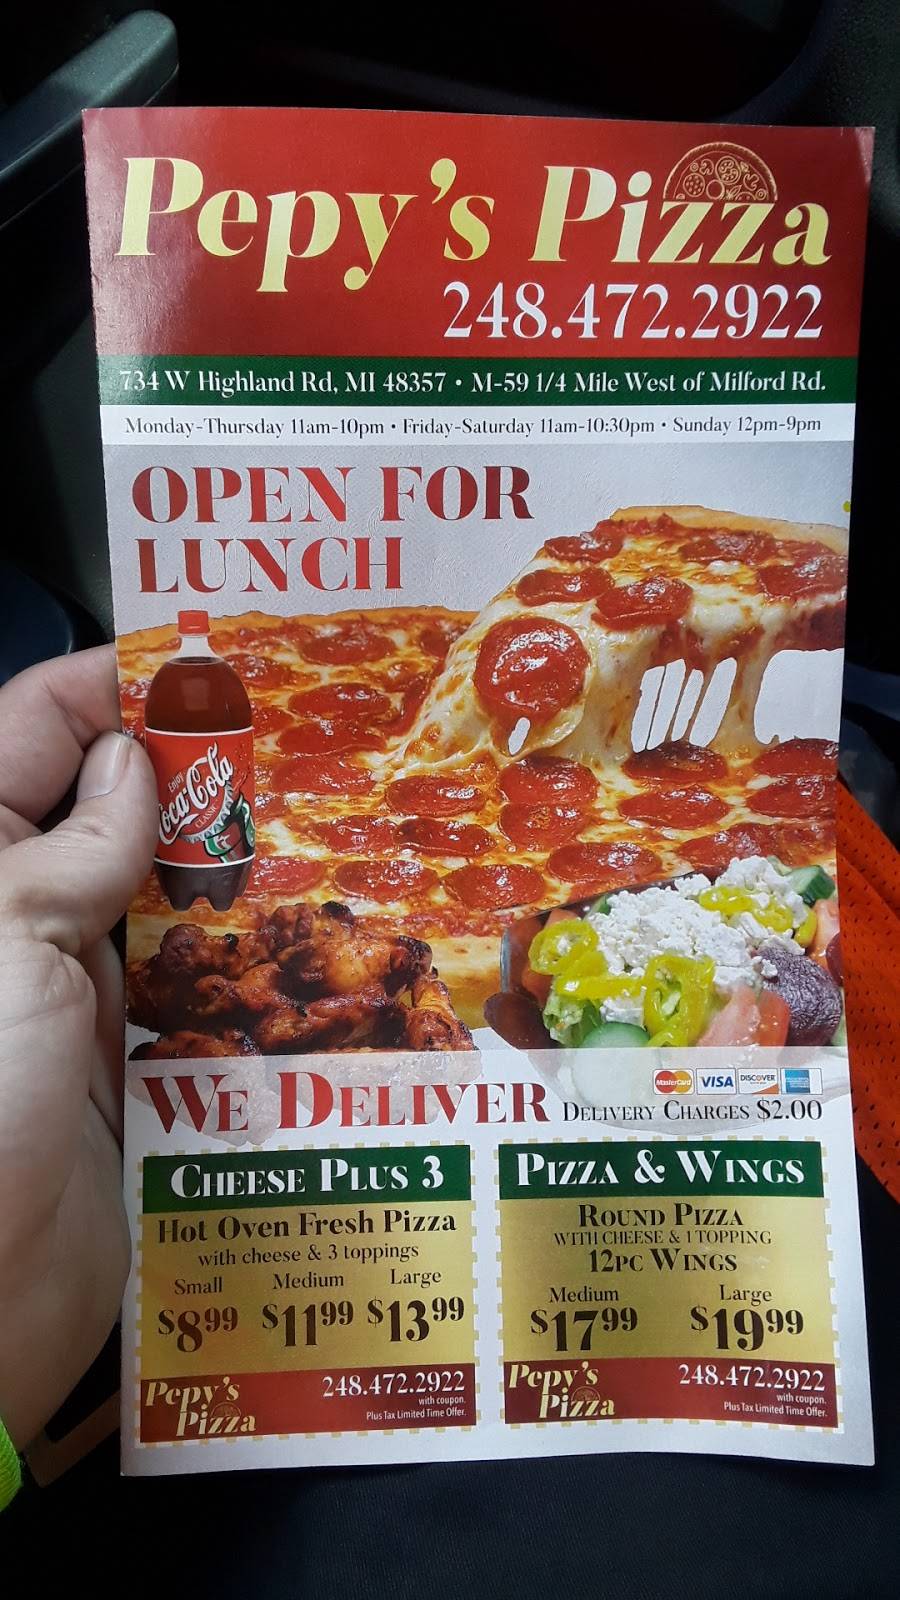 Pepy's Pizza
248.472.2922
734 W Highland Rd, MI 48357 • M-59 1/4 Mile West of Milford Rd.
Monday-Thursday 11am-10pm • Friday-Saturday 11am-10:30pm • Sunday 12pm-9pm
OPEN FOR
LUNCH
Enjoy
Coca-Cola
CLASSIC
WE DELIVER
MasterCard VISA DISCOVER
DELIVERY CHARGES $2.00
CHEESE PLUS 3
Hot Oven Fresh Pizza
with cheese & 3 toppings
Small Medium Large
$8.99 $11.99 $13.99
Pepy's
Pizza
248.472.2922
with coupon.
Plus Tax Limited Time Offer.
PIZZA & WINGS
ROUND PIZZA
WITH CHEESE & 1 TOPPING
12PC WINGS
Medium Large
$17.99 $19.99
Pepy's
Pizza
248.472.2922
with coupon.
Plus Tax Limited Time Offer.